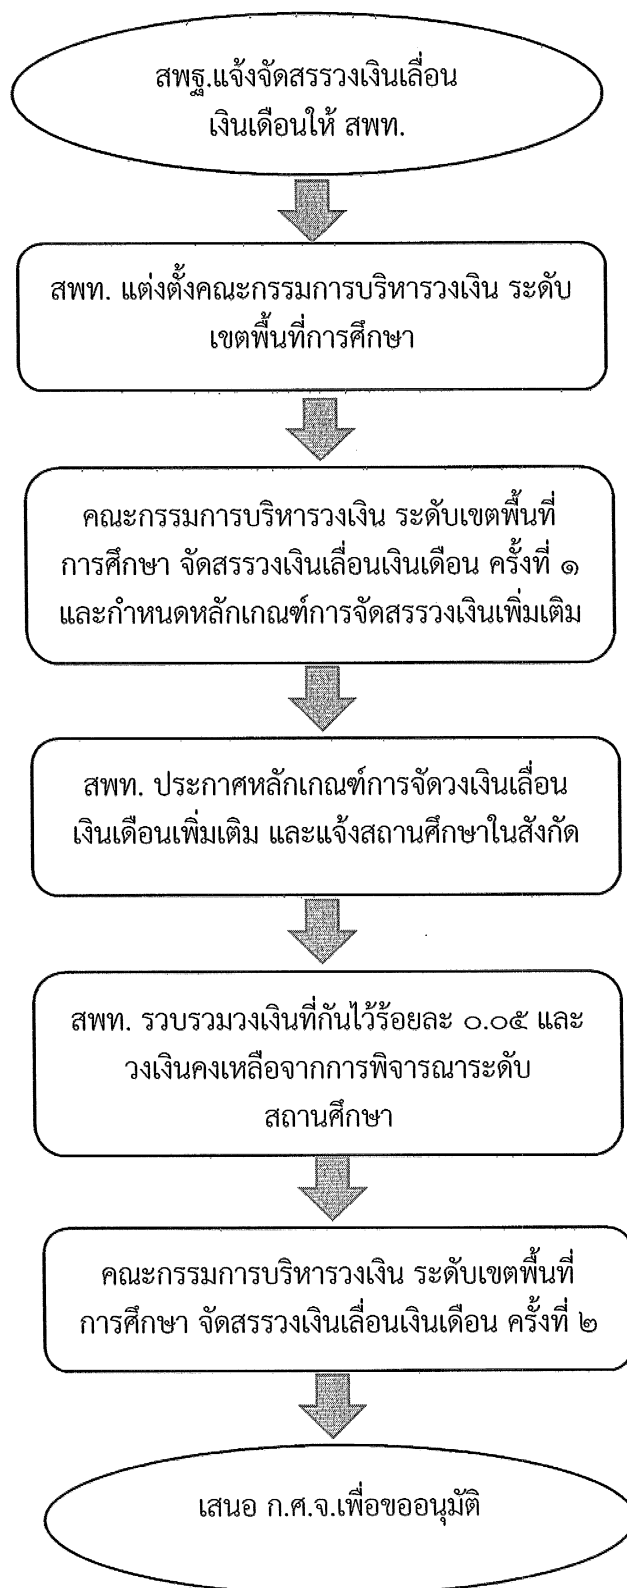 สพฐ.แจ้งจัดสรรวงเงินเลื่อน
เงินเดือนให้ สพท.
สพท. แต่งตั้งคณะกรรมการบริหารวงเงิน ระดับ
เขตพื้นที่การศึกษา
คณะกรรมการบริหารวงเงิน ระดับเขตพื้นที่
การศึกษา จัดสรรวงเงินเลื่อนเงินเดือน ครั้งที่ ๑
และกำหนดหลักเกณฑ์การจัดสรรวงเงินเพิ่มเติม
สพท. ประกาศหลักเกณฑ์การจัดวงเงินเลื่อน
เงินเดือนเพิ่มเติม และแจ้งสถานศึกษาในสังกัด
สพท. รวบรวมวงเงินที่กันไว้ร้อยละ ๐.๐๕ และ
วงเงินคงเหลือจากการพิจารณาระดับ
สถานศึกษา
คณะกรรมการบริหารวงเงิน ระดับเขตพื้นที่
การศึกษา จัดสรรวงเงินเลื่อนเงินเดือน ครั้งที่ ๒
เสนอ ก.ศ.จ.เพื่อขออนุมัติ